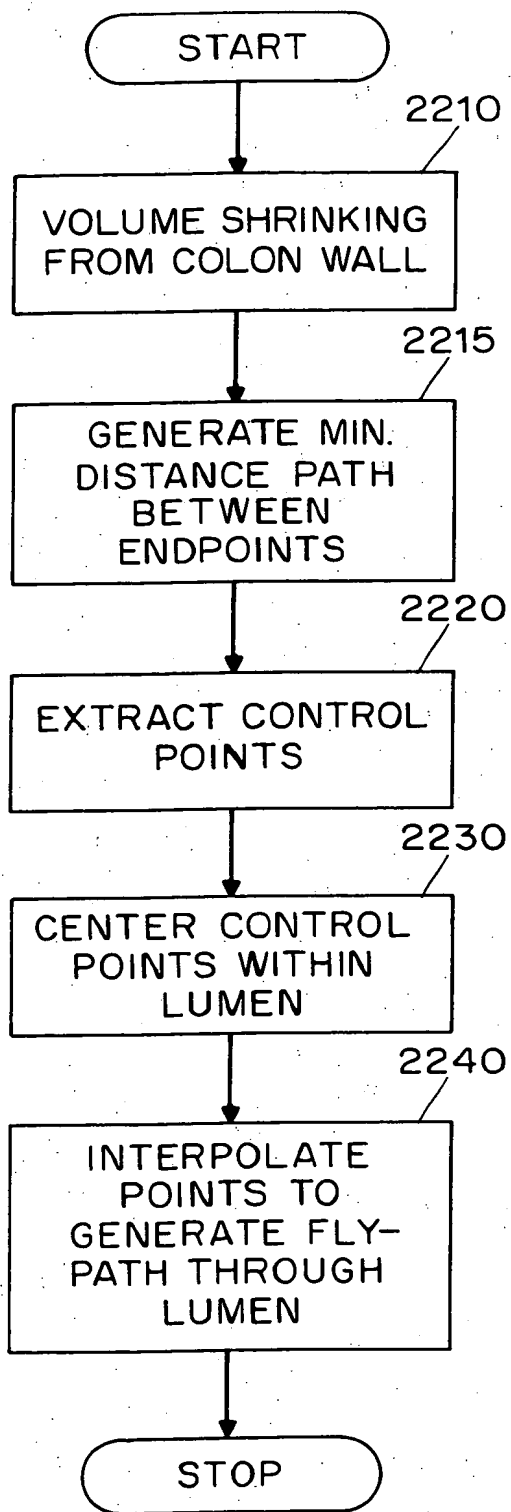 START
2210
VOLUME SHRINKING
FROM COLON WALL
2215
GENERATE MIN.
DISTANCE PATH
BETWEEN
ENDPOINTS
2220
EXTRACT CONTROL
POINTS
2230
CENTER CONTROL
POINTS WITHIN
LUMEN
2240
INTERPOLATE
POINTS TO
GENERATE FLY-
PATH THROUGH
LUMEN
STOP